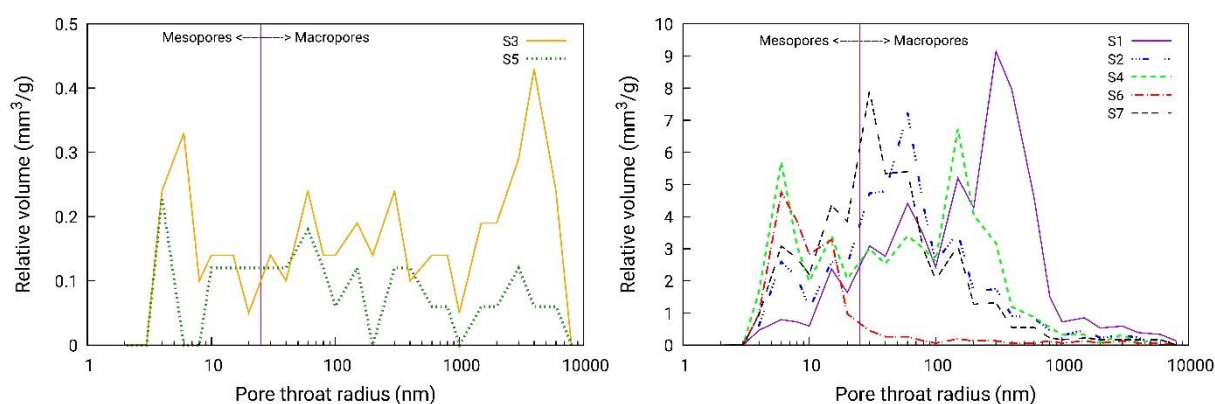 0.5
0.4
0.3
0.2
0.1
0
Relative volume (mm³/g)
Mesopores <---------->Macropores
S3
S5
1
10
100
1000
10000
Pore throat radius (nm)
10
9
8
7
6
5
4
3
2
1
0
Relative volume (mm³/g)
Mesopores <----------> Macropores
S1
S2
S4
S6
S7
1
10
100
1000
10000
Pore throat radius (nm)